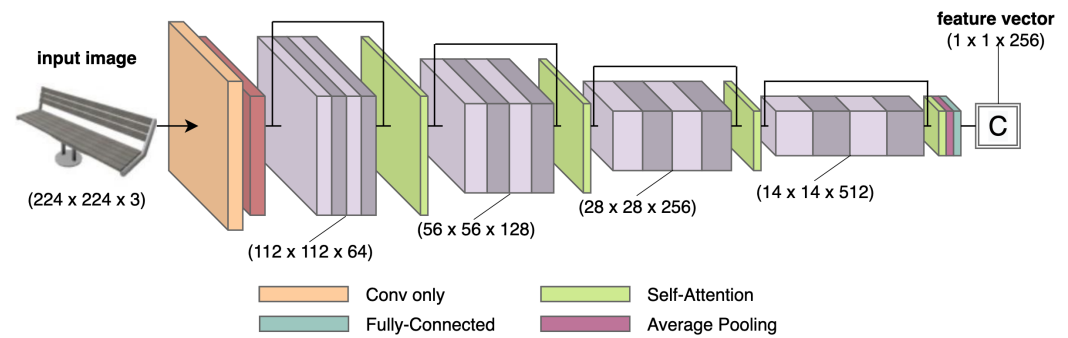 feature vector
(1 x 1 x 256)
input image
C
(224 x 224 x 3)
(14 x 14 x 512)
(28 x 28 x 256)
(56 x 56 x 128)
(112 x 112 x 64)
Conv only
Self-Attention
Fully-Connected
Average Pooling